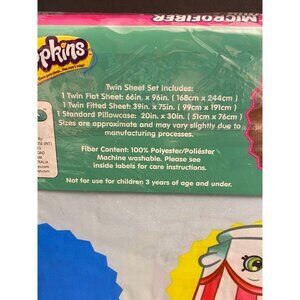 MICROFIBER
pkins
Twin Sheet Set Includes:
1 Twin Flat Sheet: 66in. x 96in. (168cm x 244cm)
1 Twin Fitted Sheet: 39in. x 75in. (99cm x 191cm)
1 Standard Pillowcase: 20in. x 30in. (51cm x 76cm)
Sizes are approximate and may vary slightly due to
manufacturing processes.
Fiber Content: 100% Polyester/Poliéster
Machine washable. Please see
inside labels for care instructions.
Not for use for children 3 years of age and under.